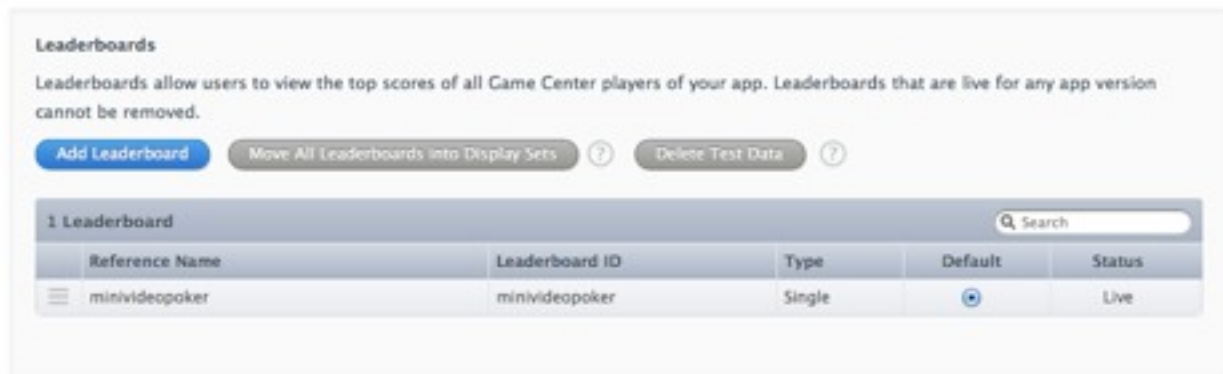 Leaderboards
Leaderboards allow users to view the top scores of all Game Center players of your app. Leaderboards that are live for any app version
cannot be removed.
Add Leaderboard Move All Leaderboards into Display Sets ? Delete Test Data ?
1 Leaderboard Search
Reference Name Leaderboard ID Type Default Status
minivideopoker minivideopoker Single Live